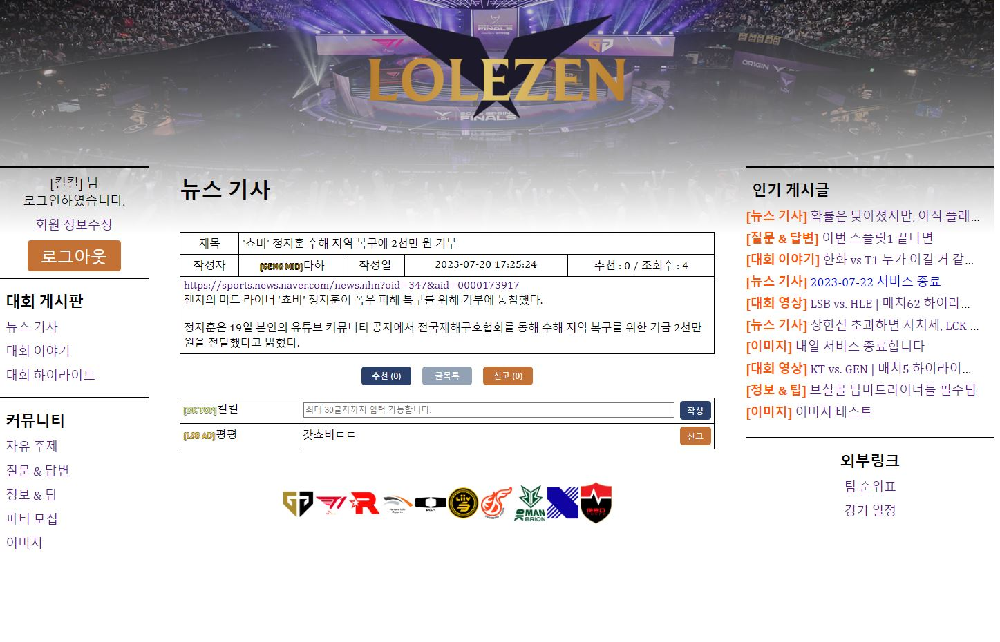 FINALS
T1
GEN
ORIGIN
LCK
LOLEZEN
LCK 2023 SPRING
FINALS
[킬킬] 님
로그인하였습니다.
회원 정보수정
로그아웃
대회 게시판
뉴스 기사
대회 이야기
대회 하이라이트
커뮤니티
자유 주제
질문 & 답변
정보 & 팁
파티 모집
이미지
뉴스 기사
제목 '쵸비' 정지훈 수해 지역 복구에 2천만 원 기부
작성자 [GENG MID]타하 작성일 2023-07-20 17:25:24 추천 : 0 / 조회수 : 4
https://sports.news.naver.com/news.nhn?oid=347&aid=0000173917
젠지의 미드 라이너 '쵸비' 정지훈이 폭우 피해 복구를 위해 기부에 동참했다.
정지훈은 19일 본인의 유튜브 커뮤니티 공지에서 전국재해구호협회를 통해 수해 지역 복구를 위한 기금 2천만
원을 전달했다고 밝혔다.
추천 (0) 글목록 신고 (0)
[DK TOP]킬킬 최대 30글자까지 입력 가능합니다. 작성
[LSB AD]평평 갓쵸비ㄷㄷ 신고
T1
Hanwha Life
Esports
Liiv
OK
MAN
BRION
RED
FORCE
인기 게시글
[뉴스 기사] 확률은 낮아졌지만, 아직 플레...
[질문 & 답변] 이번 스플릿1 끝나면
[대회 이야기] 한화 vs T1 누가 이길 거 같...
[뉴스 기사] 2023-07-22 서비스 종료
[대회 영상] LSB vs. HLE | 매치62 하이라...
[뉴스 기사] 상한선 초과하면 사치세, LCK ...
[이미지] 내일 서비스 종료합니다
[대회 영상] KT vs. GEN | 매치5 하이라이...
[정보 & 팁] 브실골 탑미드라이너들 필수팁
[이미지] 이미지 테스트
외부링크
팀 순위표
경기 일정